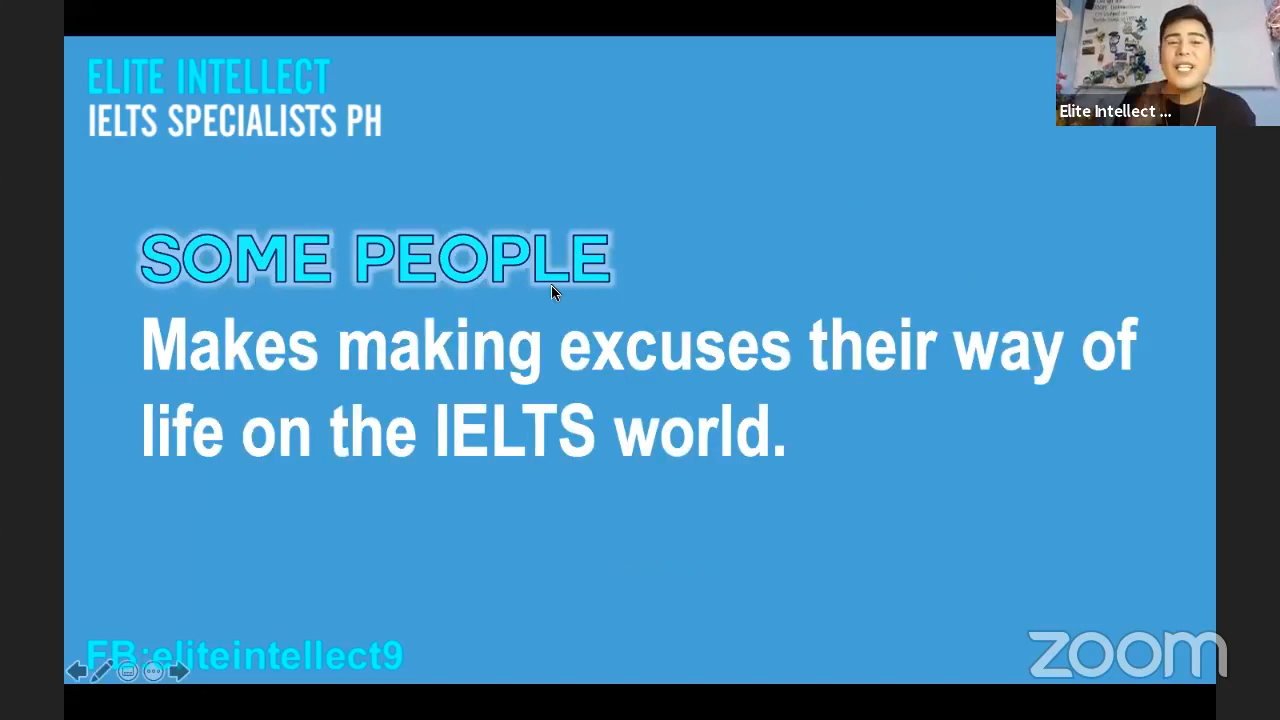 ELITE INTELLECT
IELTS SPECIALISTS PH
Elite Intellect ...
SOME PEOPLE
Makes making excuses their way of
life on the IELTS world.
FB:eliteintellect9
zoom